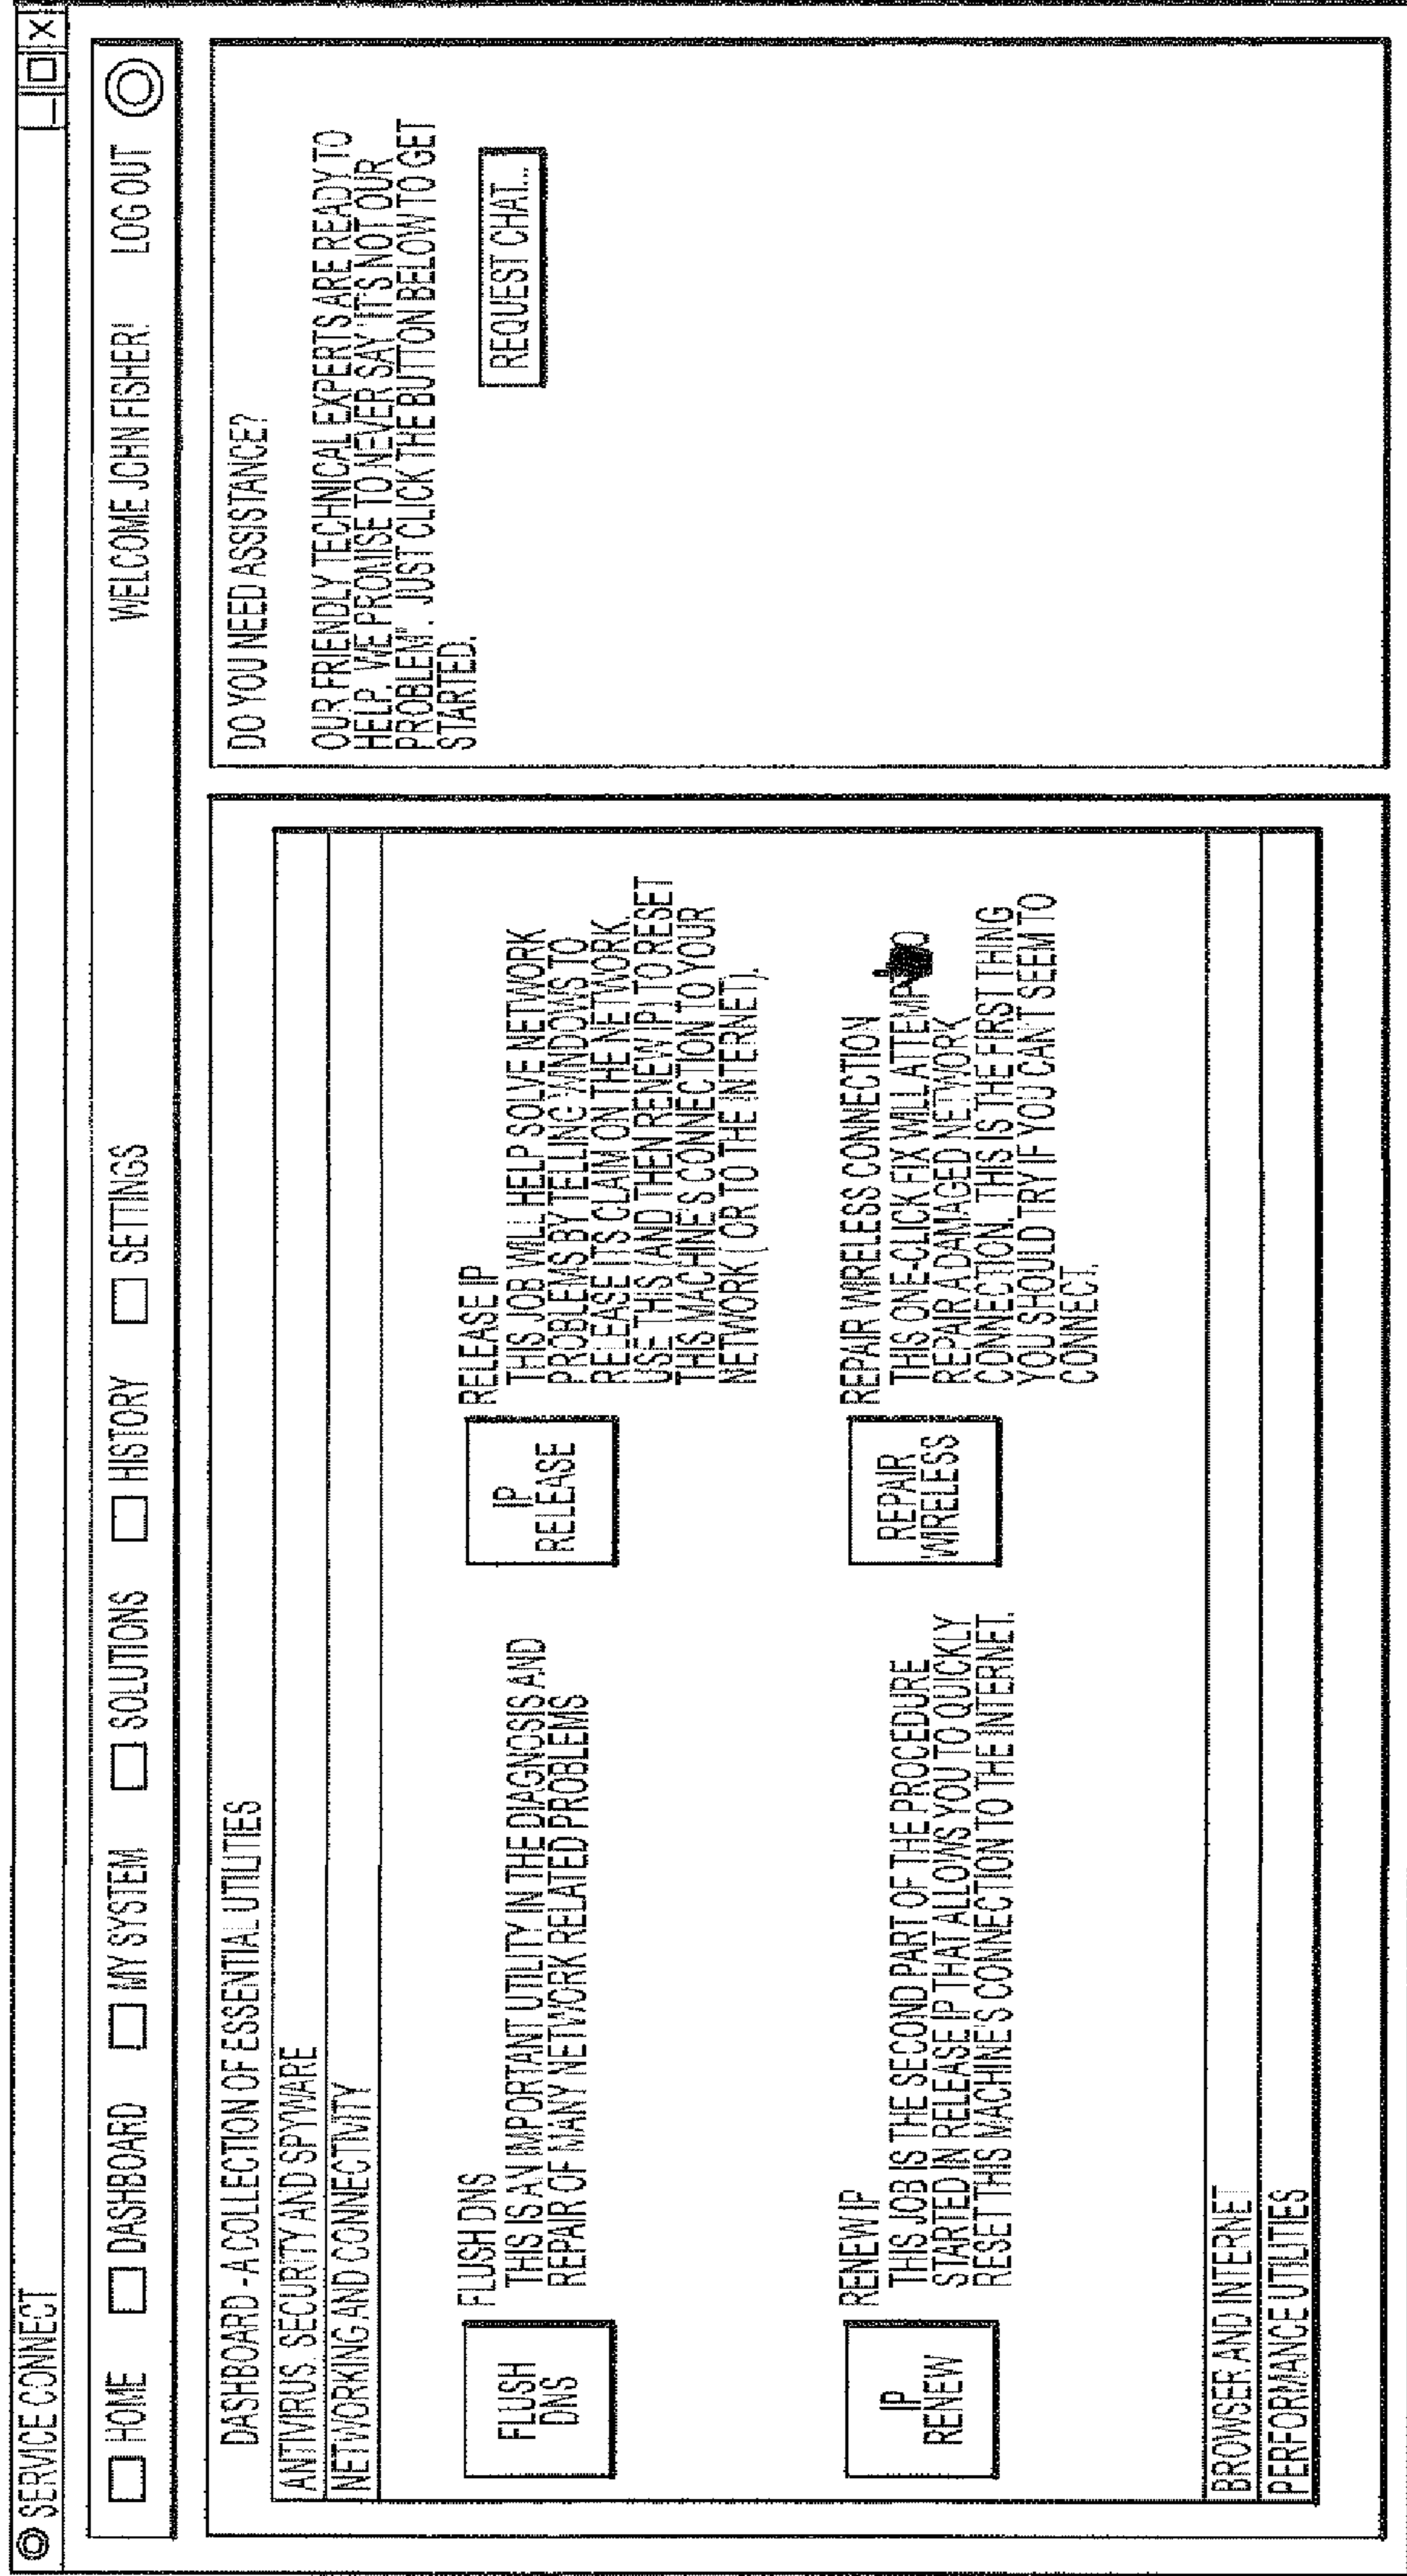 SERVICE CONNECT
HOME DASHBOARD MY SYSTEM SOLUTIONS HISTORY SETTINGS WELCOME JOHN FISHER! LOG OUT
DASHBOARD - A COLLECTION OF ESSENTIAL UTILITIES
ANTIVIRUS, SECURITY AND SPYWARE
NETWORKING AND CONNECTIVITY
FLUSH
DNS
FLUSH DNS
THIS IS AN IMPORTANT UTILITY IN THE DIAGNOSIS AND
REPAIR OF MANY NETWORK RELATED PROBLEMS
IP
RELEASE
RELEASE IP
THIS JOB WILL HELP SOLVE NETWORK
PROBLEMS BY TELLING WINDOWS TO
RELEASE ITS CLAIM ON THE NETWORK.
USE THIS (AND THEN RENEW IP) TO RESET
THIS MACHINE'S CONNECTION TO YOUR
NETWORK (OR TO THE INTERNET).
IP
RENEW
RENEW IP
THIS JOB IS THE SECOND PART OF THE PROCEDURE
STARTED IN RELEASE IP THAT ALLOWS YOU TO QUICKLY
RESET THIS MACHINE'S CONNECTION TO THE INTERNET.
REPAIR
WIRELESS
REPAIR WIRELESS CONNECTION
THIS ONE-CLICK FIX WILL ATTEMPT TO
REPAIR A DAMAGED NETWORK
CONNECTION. THIS IS THE FIRST THING
YOU SHOULD TRY IF YOU CAN'T SEEM TO
CONNECT.
BROWSER AND INTERNET
PERFORMANCE UTILITIES
DO YOU NEED ASSISTANCE?
OUR FRIENDLY TECHNICAL EXPERTS ARE READY TO
HELP. WE PROMISE TO NEVER SAY "IT'S NOT OUR
PROBLEM". JUST CLICK THE BUTTON BELOW TO GET
STARTED.
REQUEST CHAT...